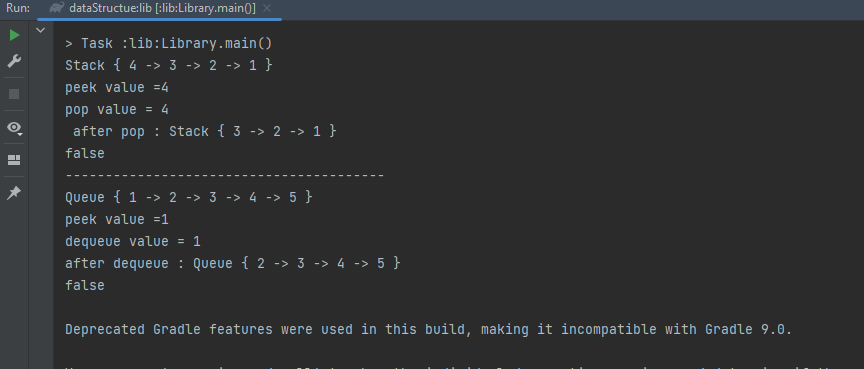 Run: dataStructue:lib [:lib:Library.main()] ×
> Task :lib:Library.main()
Stack { 4 -> 3 -> 2 -> 1 }
peek value =4
pop value = 4
 after pop : Stack { 3 -> 2 -> 1 }
false
----------------------------------------
Queue { 1 -> 2 -> 3 -> 4 -> 5 }
peek value =1
dequeue value = 1
after dequeue : Queue { 2 -> 3 -> 4 -> 5 }
false
Deprecated Gradle features were used in this build, making it incompatible with Gradle 9.0.